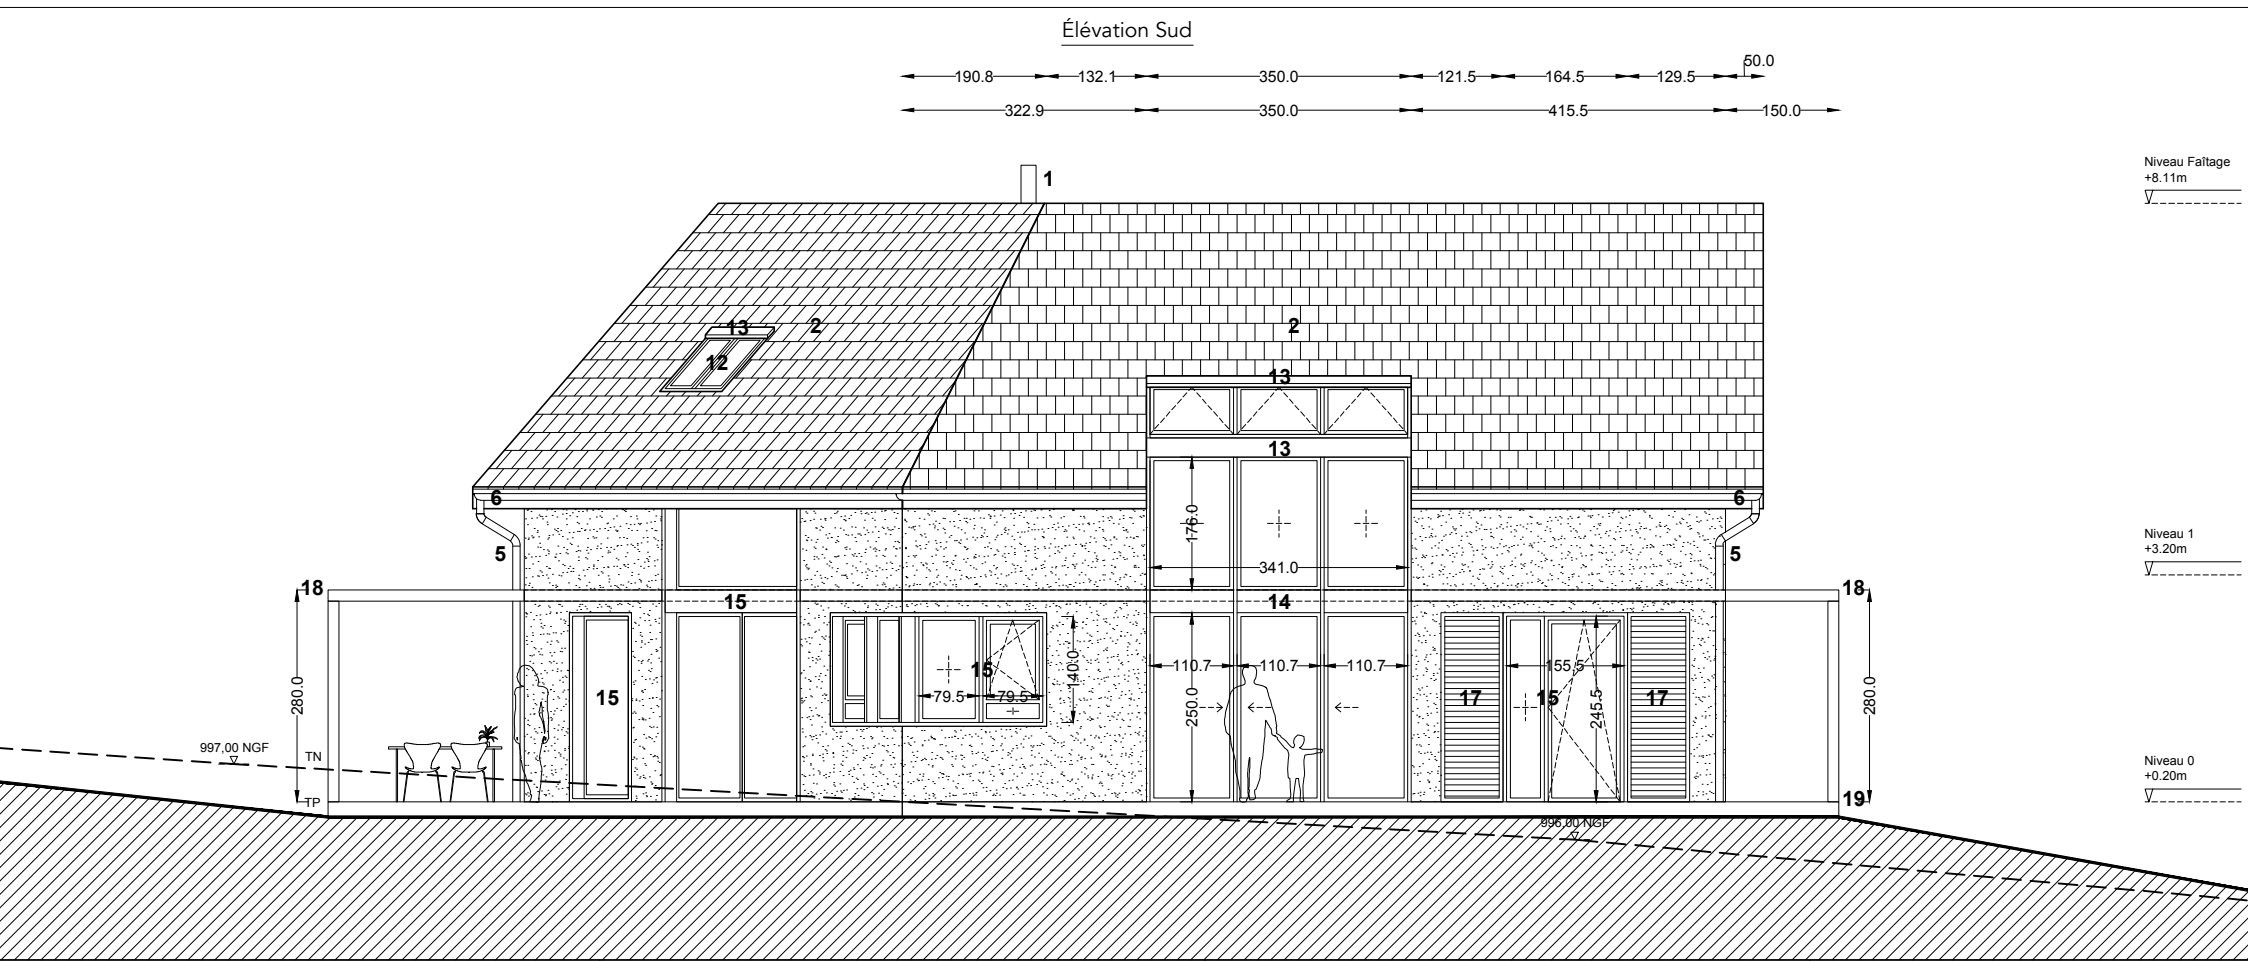 Élévation Sud
190.8 132.1 350.0 121.5 164.5 129.5 50.0
322.9 350.0 415.5 150.0
Niveau Faîtage
+8.11m
1
13 2 2
12
13
13
6 6
176.0
Niveau 1
+3.20m
5 5
341.0
18 18
15 14
110.7 110.7 110.7 155.5
15 140.0
79.5 79.5
280.0 15 250.0 17 15 245.5 17 280.0
997,00 NGF
TN
Niveau 0
+0.20m
TP 19
996,00 NGF